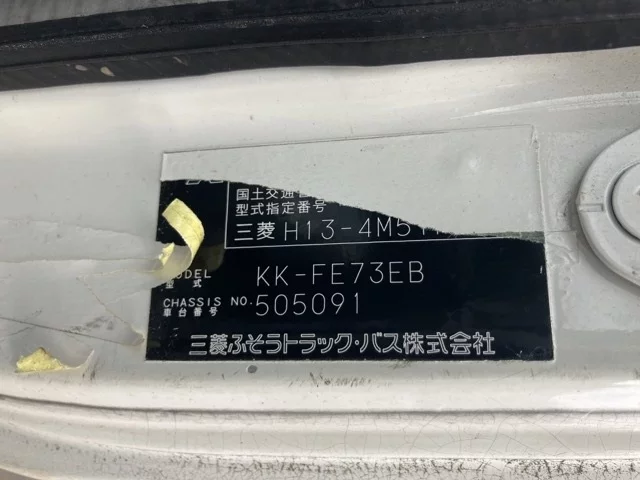 国土交通
型式指定番号
三菱 H13-4M5
MODEL
型式
KK-FE73EB
CHASSIS NO.
車台番号
505091
三菱ふそうトラック・バス株式会社